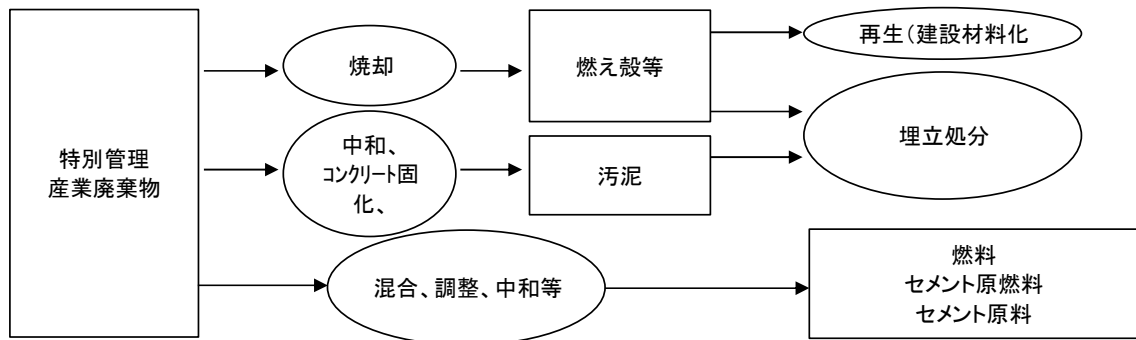 特別管理
産業廃棄物
焼却
燃え殻等
再生(建設材料化
埋立処分
中和、
コンクリート固
化、
汚泥
混合、調整、中和等
燃料
セメント原燃料
セメント原料